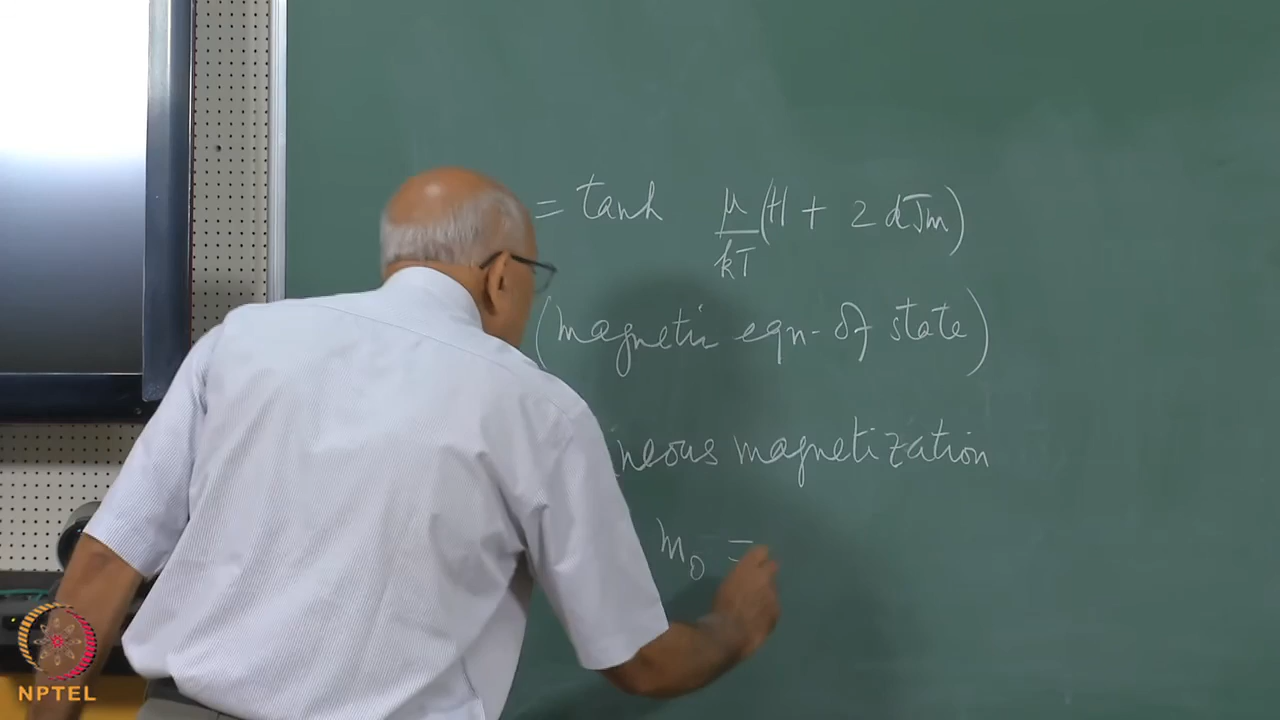 = tanh μ/kT (H + 2dJm)
(magnetic eqn. of state)
neous magnetization
m₀ =
NPTEL